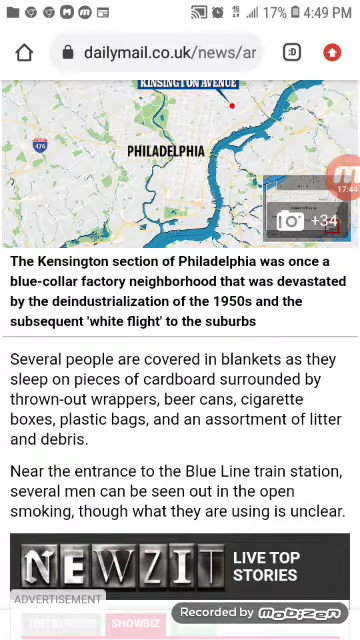 17% 4:49 PM
dailymail.co.uk/news/ar
:D
KENSINGTON AVENUE
476
PHILADELPHIA
17:44
+34
The Kensington section of Philadelphia was once a
blue-collar factory neighborhood that was devastated
by the deindustrialization of the 1950s and the
subsequent 'white flight' to the suburbs
Several people are covered in blankets as they
sleep on pieces of cardboard surrounded by
thrown-out wrappers, beer cans, cigarette
boxes, plastic bags, and an assortment of litter
and debris.
Near the entrance to the Blue Line train station,
several men can be seen out in the open
smoking, though what they are using is unclear.
NEWZIT
LIVE TOP
STORIES
ADVERTISEMENT
SHOWBIZ
Recorded by mobizen